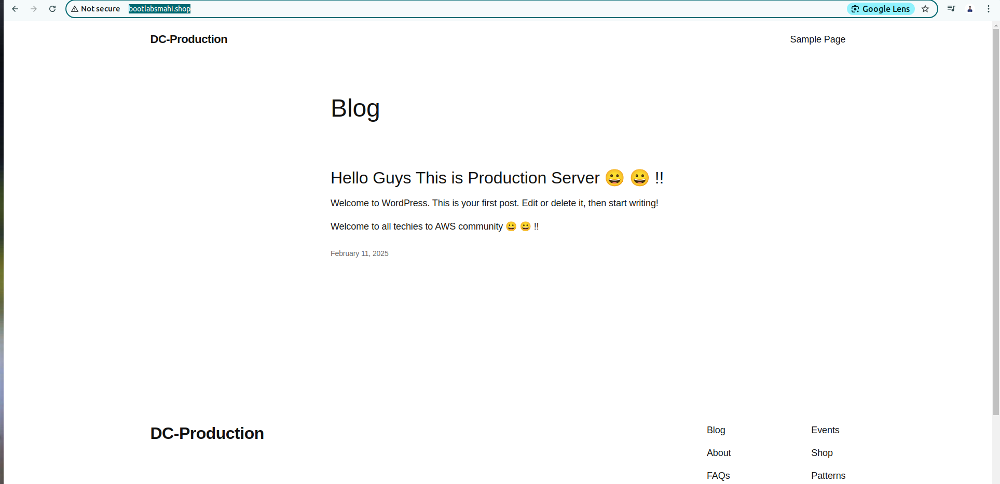 Not secure bootlabsmahi.shop Google Lens
DC-Production Sample Page
Blog
Hello Guys This is Production Server 😀 😀 !!
Welcome to WordPress. This is your first post. Edit or delete it, then start writing!
Welcome to all techies to AWS community 😀 😀 !!
February 11, 2025
DC-Production
Blog Events
About Shop
FAQs Patterns